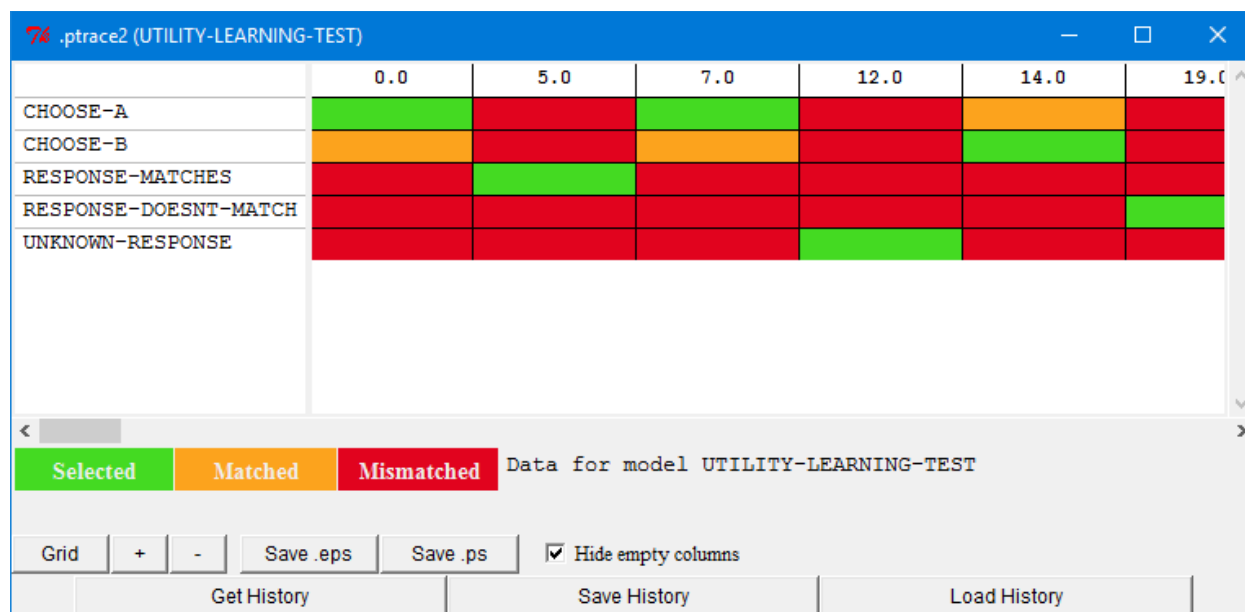 .ptrace2 (UTILITY-LEARNING-TEST)
0.0 5.0 7.0 12.0 14.0
CHOOSE-A
CHOOSE-B
RESPONSE-MATCHES
RESPONSE-DOESNT-MATCH
UNKNOWN-RESPONSE
Selected Matched Mismatched Data for model UTILITY-LEARNING-TEST
Grid + - Save .eps Save .ps Hide empty columns
Get History Save History Load History